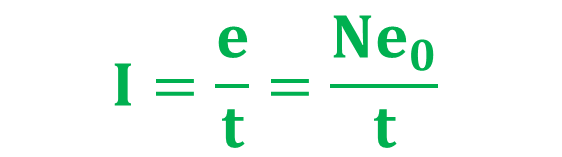 I = e/t = Ne₀/t